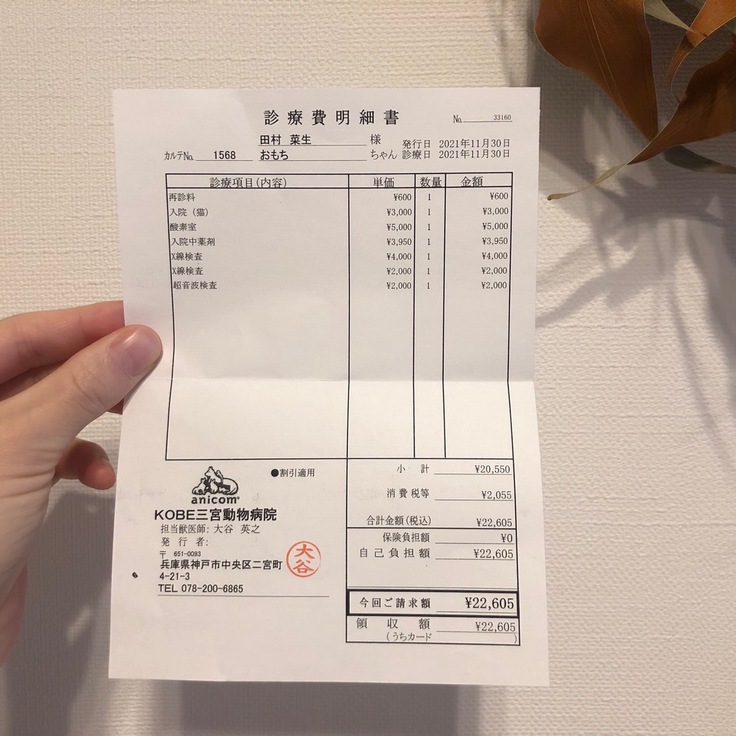 診療費明細書 No. 33160
田村 菜生 様 発行日 2021年11月30日
カルテNo. 1568 おもち ちゃん 診療日 2021年11月30日
診療項目(内容) 単価 数量 金額
再診料 ¥600 1 ¥600
入院(猫) ¥3,000 1 ¥3,000
酸素室 ¥5,000 1 ¥5,000
入院中薬剤 ¥3,950 1 ¥3,950
X線検査 ¥4,000 1 ¥4,000
X線検査 ¥2,000 1 ¥2,000
超音波検査 ¥2,000 1 ¥2,000
●割引適用
anicom
KOBE三宮動物病院
担当獣医師: 大谷 英之
発行者:
〒 651-0093
兵庫県神戸市中央区二宮町
4-21-3
TEL 078-200-6865
大谷
小計 ¥20,550
消費税等 ¥2,055
合計金額(税込) ¥22,605
保険負担額 ¥0
自己負担額 ¥22,605
今回ご請求額 ¥22,605
領収額 ¥22,605
(うちカード )